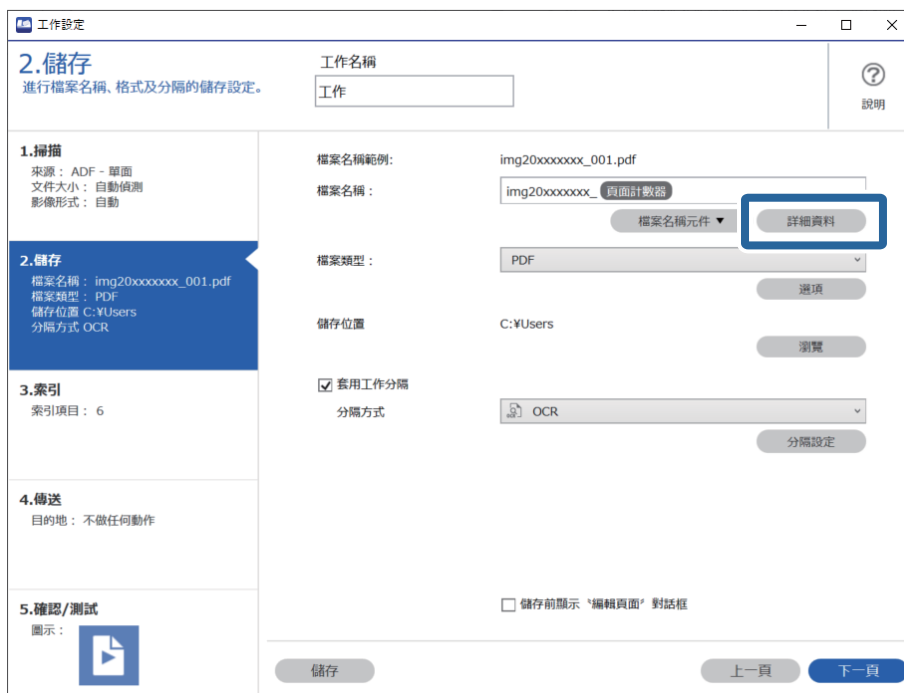 工作設定
2.儲存
進行檔案名稱、格式及分隔的儲存設定。
工作名稱
工作
說明
1.掃描
來源： ADF - 單面
文件大小： 自動偵測
影像形式： 自動
2.儲存
檔案名稱： img20xxxxxxx_001.pdf
檔案類型： PDF
儲存位置 C:¥Users
分隔方式 OCR
3.索引
索引項目： 6
4.傳送
目的地： 不做任何動作
5.確認/測試
圖示：
檔案名稱範例: img20xxxxxxx_001.pdf
檔案名稱： img20xxxxxxx_ 頁面計數器
檔案名稱元件▼ 詳細資料
檔案類型： PDF
選項
儲存位置 C:¥Users
瀏覽
套用工作分隔
分隔方式 OCR
分隔設定
儲存前顯示〝編輯頁面〞對話框
儲存 上一頁 下一頁